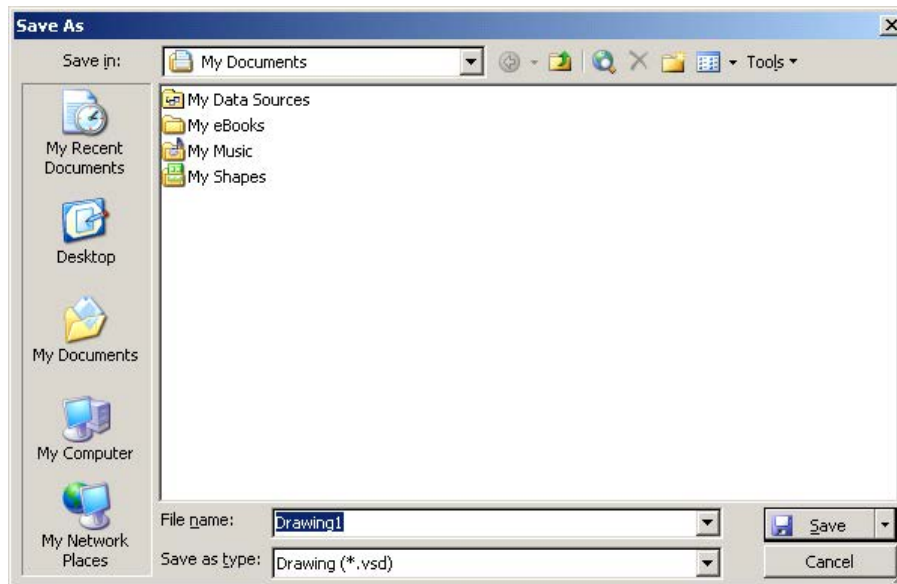 Save As
Save in:
My Documents
Tools
My Data Sources
My eBooks
My Music
My Shapes
My Recent
Documents
Desktop
My Documents
My Computer
My Network
Places
File name:
Drawing1
Save
Save as type:
Drawing (*.vsd)
Cancel